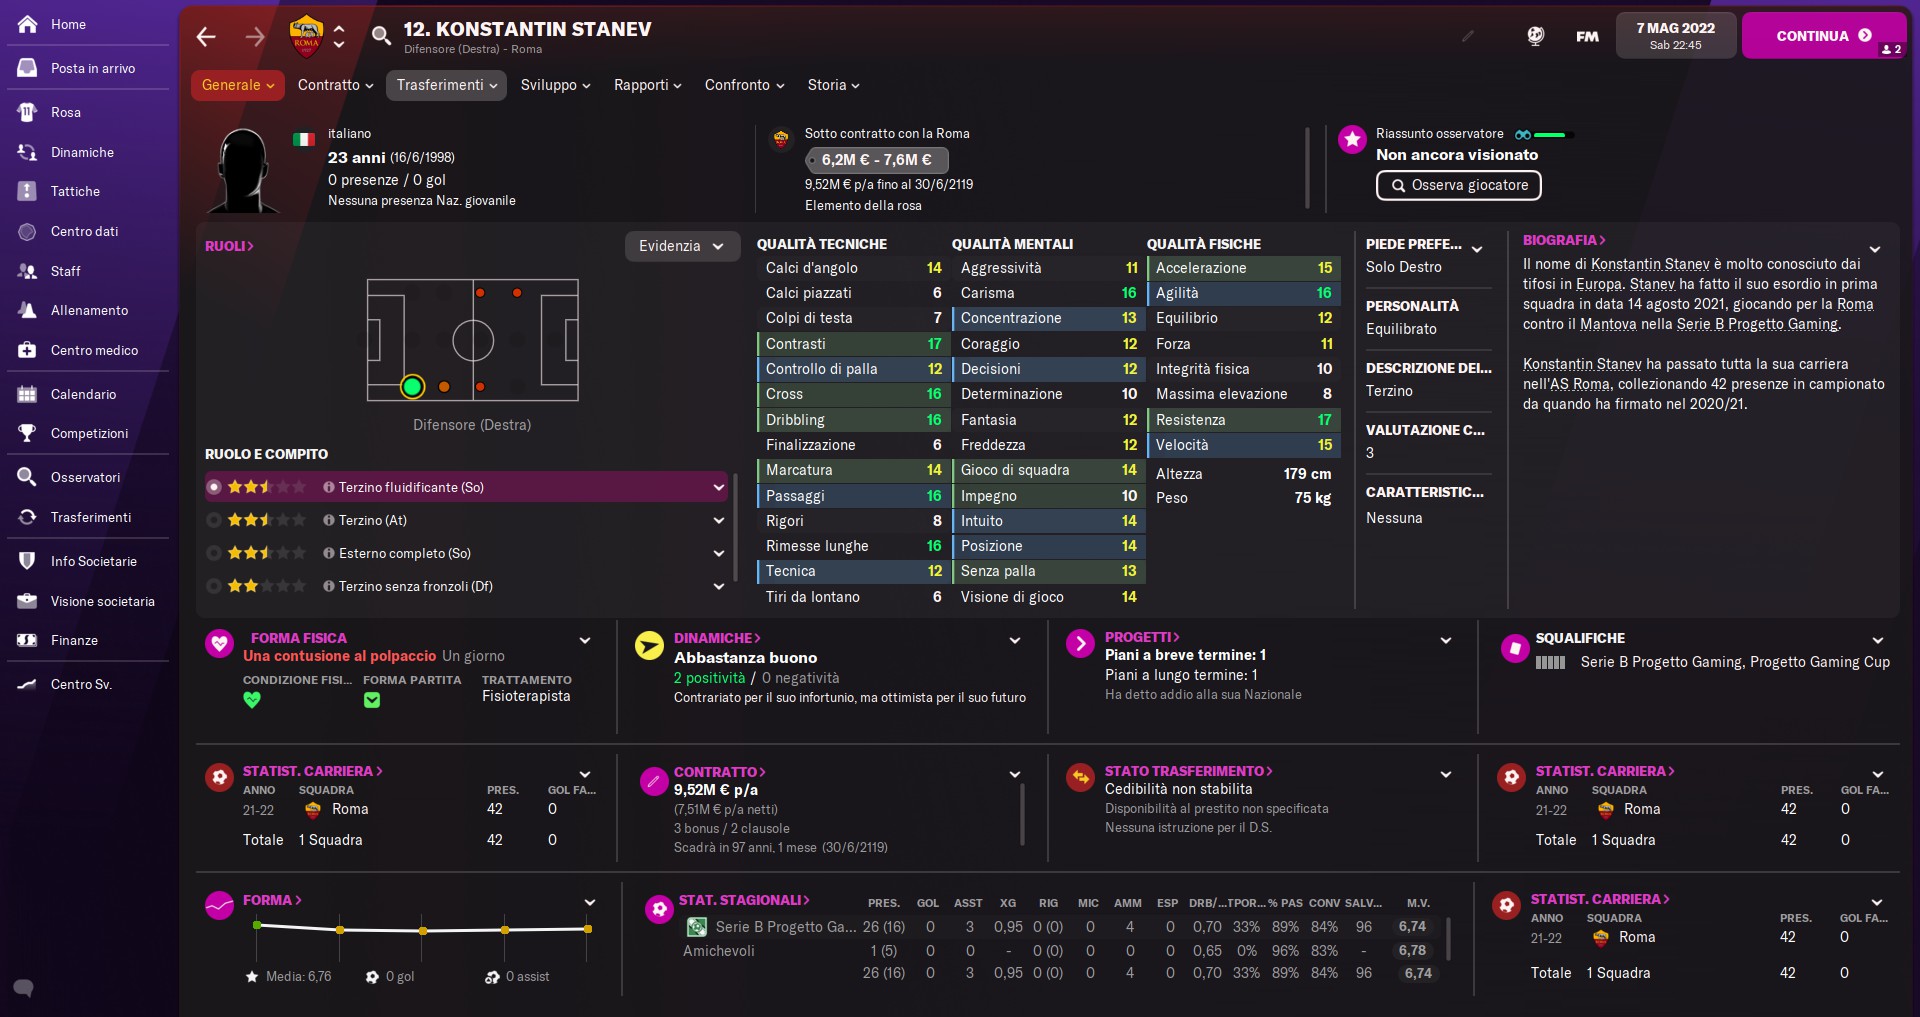 Home
Posta in arrivo
Rosa
Dinamiche
Tattiche
Centro dati
Staff
Allenamento
Centro medico
Calendario
Competizioni
Osservatori
Trasferimenti
Info Societarie
Visione societaria
Finanze
Centro Sv.
ROMA
12. KONSTANTIN STANEV
Difensore (Destra) - Roma
FM
7 MAG 2022
Sab 22:45
CONTINUA
2
Generale
Contratto
Trasferimenti
Sviluppo
Rapporti
Confronto
Storia
italiano
23 anni (16/6/1998)
0 presenze / 0 gol
Nessuna presenza Naz. giovanile
Sotto contratto con la Roma
6,2M € - 7,6M €
9,52M € p/a fino al 30/6/2119
Elemento della rosa
Riassunto osservatore
Non ancora visionato
Osserva giocatore
RUOLI
Evidenzia
Difensore (Destra)
RUOLO E COMPITO
Terzino fluidificante (So)
Terzino (At)
Esterno completo (So)
Terzino senza fronzoli (Df)
QUALITÀ TECNICHE
Calci d'angolo 14
Calci piazzati 6
Colpi di testa 7
Contrasti 17
Controllo di palla 12
Cross 16
Dribbling 16
Finalizzazione 6
Marcatura 14
Passaggi 16
Rigori 8
Rimesse lunghe 16
Tecnica 12
Tiri da lontano 6
QUALITÀ MENTALI
Aggressività 11
Carisma 16
Concentrazione 13
Coraggio 12
Decisioni 12
Determinazione 10
Fantasia 12
Freddezza 12
Gioco di squadra 14
Impegno 10
Intuito 14
Posizione 14
Senza palla 13
Visione di gioco 14
QUALITÀ FISICHE
Accelerazione 15
Agilità 16
Equilibrio 12
Forza 11
Integrità fisica 10
Massima elevazione 8
Resistenza 17
Velocità 15
Altezza 179 cm
Peso 75 kg
PIEDE PREFE...
Solo Destro
PERSONALITÀ
Equilibrato
DESCRIZIONE DEI...
Terzino
VALUTAZIONE C...
3
CARATTERISTIC...
Nessuna
BIOGRAFIA
Il nome di Konstantin Stanev è molto conosciuto dai
tifosi in Europa. Stanev ha fatto il suo esordio in prima
squadra in data 14 agosto 2021, giocando per la Roma
contro il Mantova nella Serie B Progetto Gaming.
Konstantin Stanev ha passato tutta la sua carriera
nell'AS Roma, collezionando 42 presenze in campionato
da quando ha firmato nel 2020/21.
FORMA FISICA
Una contusione al polpaccio Un giorno
CONDIZIONE FISI... FORMA PARTITA TRATTAMENTO
Fisioterapista
DINAMICHE
Abbastanza buono
2 positività / 0 negatività
Contrariato per il suo infortunio, ma ottimista per il suo futuro
PROGETTI
Piani a breve termine: 1
Piani a lungo termine: 1
Ha detto addio alla sua Nazionale
SQUALIFICHE
Serie B Progetto Gaming, Progetto Gaming Cup
STATIST. CARRIERA
ANNO SQUADRA PRES. GOL FA...
21-22 Roma 42 0
Totale 1 Squadra 42 0
CONTRATTO
9,52M € p/a
(7,51M € p/a netti)
3 bonus / 2 clausole
Scadrà in 97 anni, 1 mese (30/6/2119)
STATO TRASFERIMENTO
Cedibilità non stabilita
Disponibilità al prestito non specificata
Nessuna istruzione per il D.S.
STATIST. CARRIERA
ANNO SQUADRA PRES. GOL FA...
21-22 Roma 42 0
Totale 1 Squadra 42 0
FORMA
Media: 6,76 0 gol 0 assist
STAT. STAGIONALI PRES. GOL ASST XG RIG MIC AMM ESP DRB/... TPOR... % PAS CONV SALV... M.V.
Serie B Progetto Ga... 26 (16) 0 3 0,95 0 (0) 0 4 0 0,70 33% 89% 84% 96 6,74
Amichevoli 1 (5) 0 0 - 0 (0) 0 0 0 0,65 0% 96% 83% - 6,78
26 (16) 0 3 0,95 0 (0) 0 4 0 0,70 33% 89% 84% 96 6,74
STATIST. CARRIERA
ANNO SQUADRA PRES. GOL FA...
21-22 Roma 42 0
Totale 1 Squadra 42 0